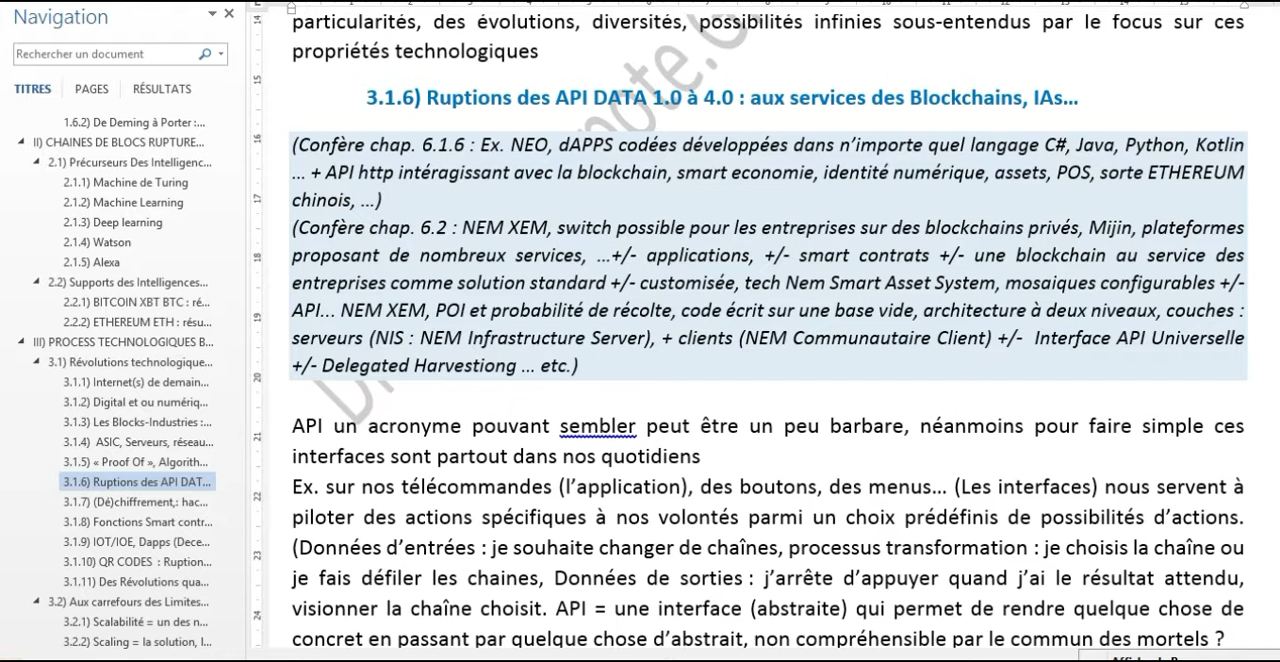 Navigation
Rechercher un document
TITRES PAGES RÉSULTATS
1.6.2) De Deming à Porter :...
II) CHAINES DE BLOCS RUPTURE...
2.1) Précurseurs Des Intelligenc...
2.1.1) Machine de Turing
2.1.2) Machine Learning
2.1.3) Deep learning
2.1.4) Watson
2.1.5) Alexa
2.2) Supports des Intelligences...
2.2.1) BITCOIN XBT BTC : ré...
2.2.2) ETHEREUM ETH : résu...
III) PROCESS TECHNOLOGIQUES B...
3.1) Révolutions technologique...
3.1.1) Internet(s) de demain...
3.1.2) Digital et ou numériq...
3.1.3) Les Blocks-Industries :...
3.1.4) ASIC, Serveurs, réseau...
3.1.5) « Proof Of », Algorith...
3.1.6) Ruptions des API DAT...
3.1.7) (Dé)chiffrement,: hac...
3.1.8) Fonctions Smart contr...
3.1.9) IOT/IOE, Dapps (Dece...
3.1.10) QR CODES : Ruption...
3.1.11) Des Révolutions qua...
3.2) Aux carrefours des Limites...
3.2.1) Scalabilité = un des n...
3.2.2) Scaling = la solution, l...
14
15
16
17
18
19
20
21
22
23
24
particularités, des évolutions, diversités, possibilités infinies sous-entendus par le focus sur ces
propriétés technologiques
3.1.6) Ruptions des API DATA 1.0 à 4.0 : aux services des Blockchains, IAs...
(Confère chap. 6.1.6 : Ex. NEO, dAPPS codées développées dans n’importe quel langage C#, Java, Python, Kotlin
... + API http intéragissant avec la blockchain, smart economie, identité numérique, assets, POS, sorte ETHEREUM
chinois, ...)
(Confère chap. 6.2 : NEM XEM, switch possible pour les entreprises sur des blockchains privés, Mijin, plateformes
proposant de nombreux services, ...+/- applications, +/- smart contrats +/- une blockchain au service des
entreprises comme solution standard +/- customisée, tech Nem Smart Asset System, mosaiques configurables +/-
API... NEM XEM, POI et probabilité de récolte, code écrit sur une base vide, architecture à deux niveaux, couches :
serveurs (NIS : NEM Infrastructure Server), + clients (NEM Communautaire Client) +/- Interface API Universelle
+/- Delegated Harvestiong ... etc.)
API un acronyme pouvant sembler peut être un peu barbare, néanmoins pour faire simple ces
interfaces sont partout dans nos quotidiens
Ex. sur nos télécommandes (l’application), des boutons, des menus... (Les interfaces) nous servent à
piloter des actions spécifiques à nos volontés parmi un choix prédéfinis de possibilités d’actions.
(Données d’entrées : je souhaite changer de chaînes, processus transformation : je choisis la chaîne ou
je fais défiler les chaines, Données de sorties : j’arrête d’appuyer quand j’ai le résultat attendu,
visionner la chaîne choisit. API = une interface (abstraite) qui permet de rendre quelque chose de
concret en passant par quelque chose d’abstrait, non compréhensible par le commun des mortels ?